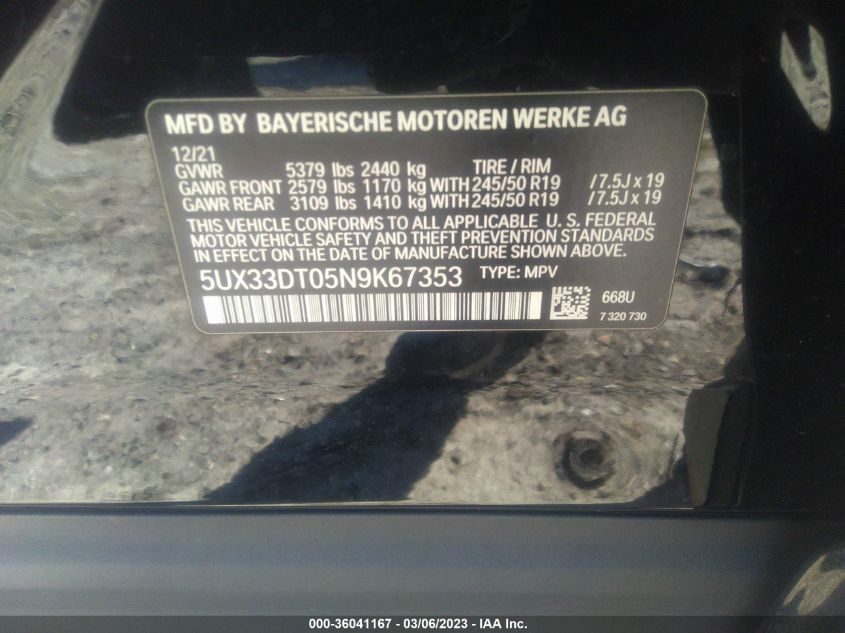 MFD BY BAYERISCHE MOTOREN WERKE AG
12/21
GVWR 5379 lbs 2440 kg TIRE / RIM
GAWR FRONT 2579 lbs 1170 kg WITH 245/50 R19 / 7.5J x 19
GAWR REAR 3109 lbs 1410 kg WITH 245/50 R19 / 7.5J x 19
THIS VEHICLE CONFORMS TO ALL APPLICABLE U. S. FEDERAL
MOTOR VEHICLE SAFETY AND THEFT PREVENTION STANDARDS
IN EFFECT ON THE DATE OF MANUFACTURE SHOWN ABOVE.
5UX33DT05N9K67353 TYPE: MPV
668U
7 320 730
000-36041167 - 03/06/2023 - IAA Inc.